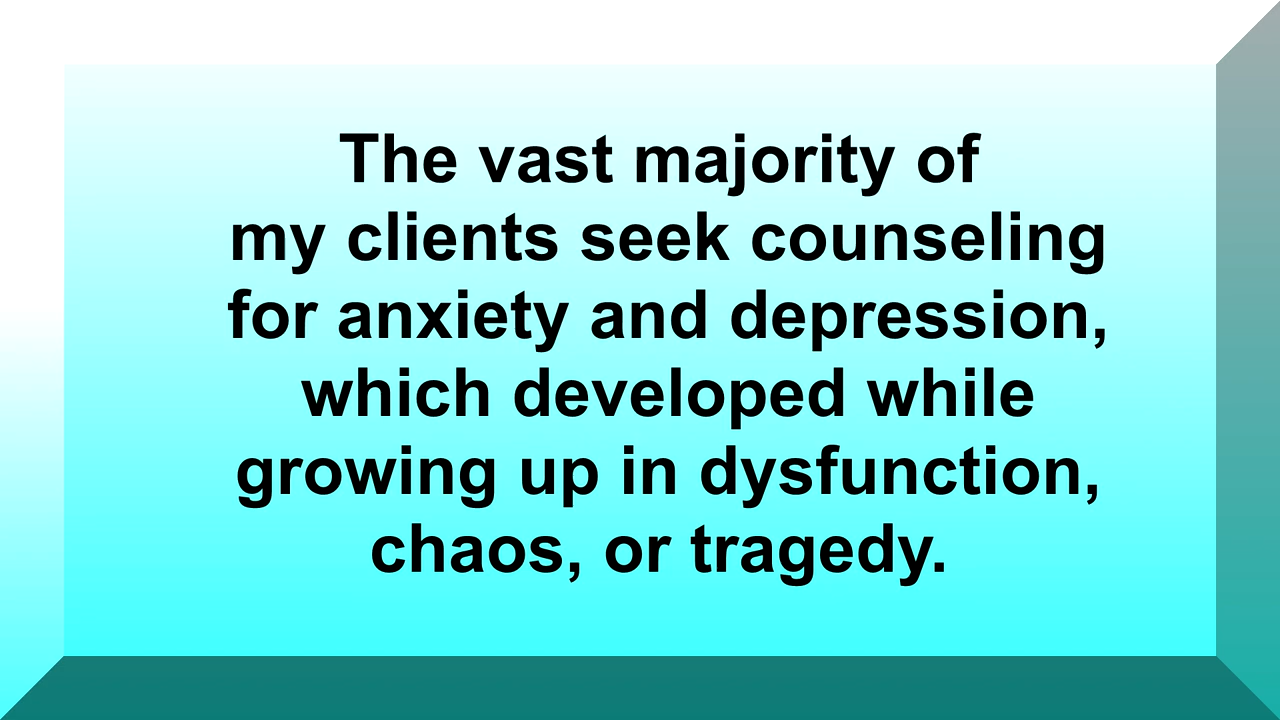 The vast majority of
my clients seek counseling
for anxiety and depression,
which developed while
growing up in dysfunction,
chaos, or tragedy.